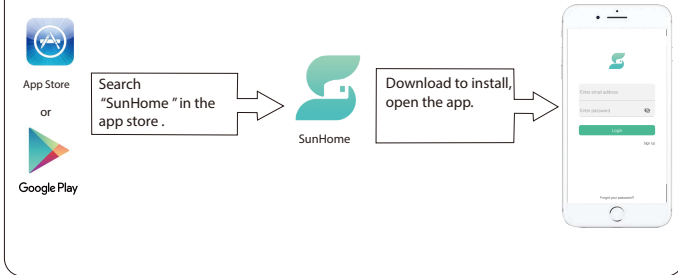 App Store
or
Google Play
Search
“SunHome ” in the
app store .
SunHome
Download to install,
open the app.
Enter email address
Enter password
Login
Sign up
Forgot your password?